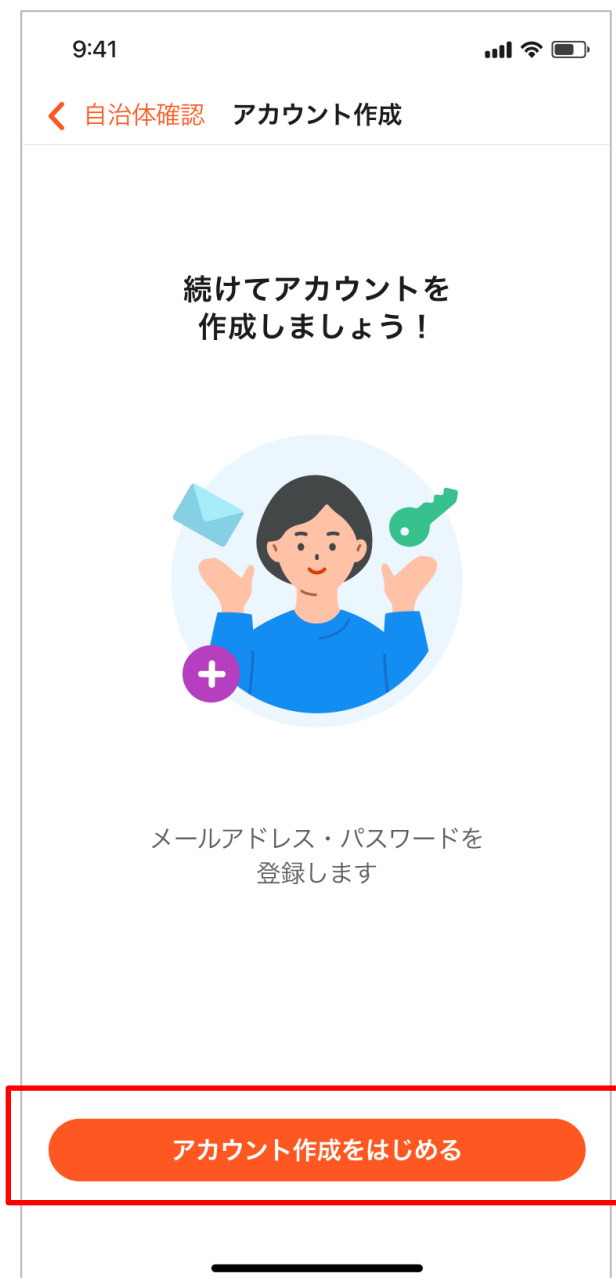 9:41
自治体確認 アカウント作成
続けてアカウントを
作成しましょう！
メールアドレス・パスワードを
登録します
アカウント作成をはじめる